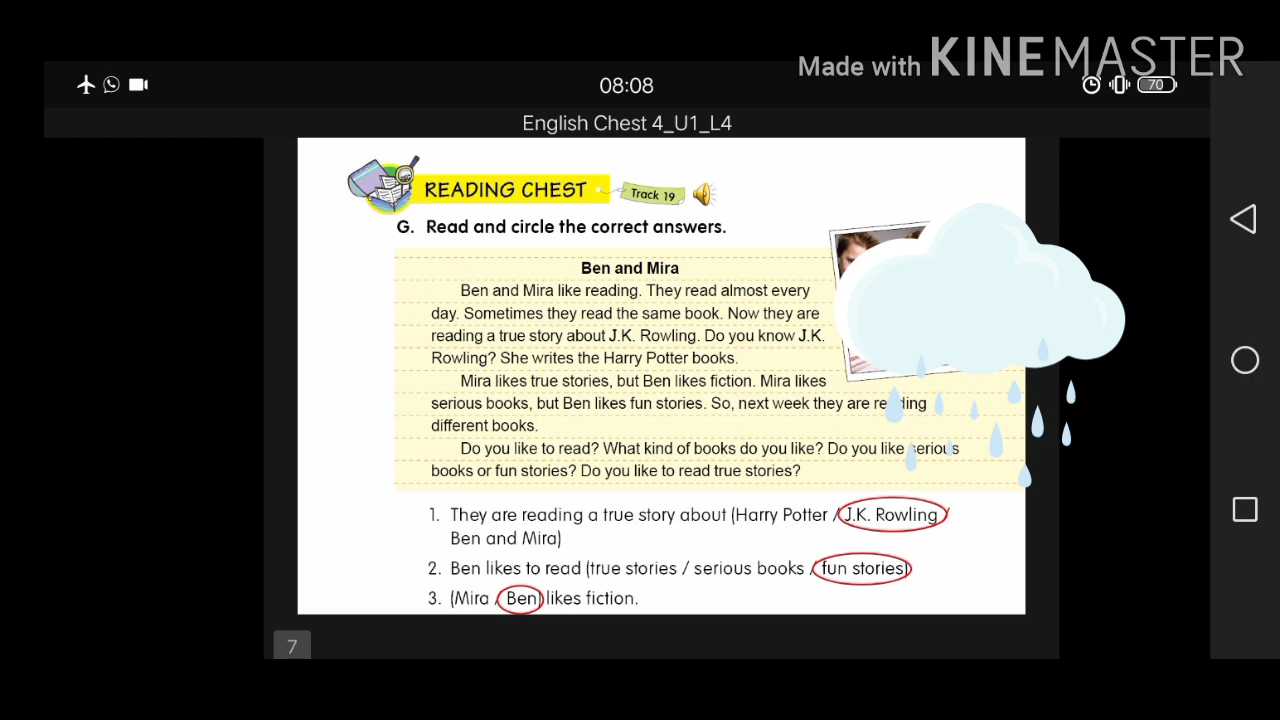 Made with KINEMASTER
08:08
70
English Chest 4_U1_L4
READING CHEST
Track 19
G. Read and circle the correct answers.
Ben and Mira
Ben and Mira like reading. They read almost every
day. Sometimes they read the same book. Now they are
reading a true story about J.K. Rowling. Do you know J.K.
Rowling? She writes the Harry Potter books.
Mira likes true stories, but Ben likes fiction. Mira likes
serious books, but Ben likes fun stories. So, next week they are reading
different books.
Do you like to read? What kind of books do you like? Do you like serious
books or fun stories? Do you like to read true stories?
1. They are reading a true story about (Harry Potter / J.K. Rowling /
Ben and Mira)
2. Ben likes to read (true stories / serious books / fun stories)
3. (Mira / Ben) likes fiction.
7